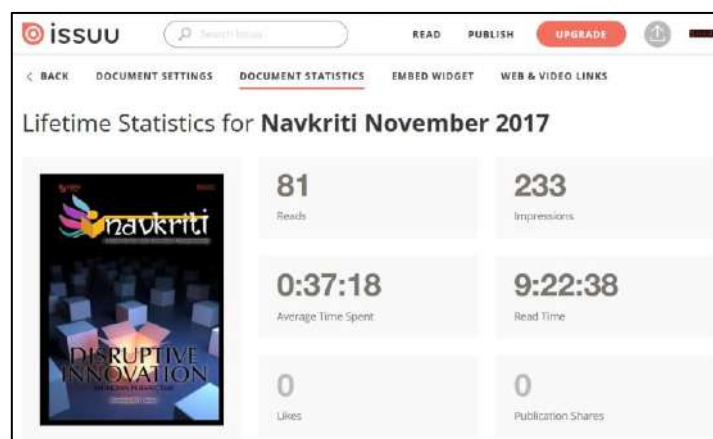 issuu
Search Issuu
READ
PUBLISH
UPGRADE
< BACK
DOCUMENT SETTINGS
DOCUMENT STATISTICS
EMBED WIDGET
WEB & VIDEO LINKS
Lifetime Statistics for Navkriti November 2017
navkriti
DISRUPTIVE
INNOVATION
81
Reads
233
Impressions
0:37:18
Average Time Spent
9:22:38
Read Time
0
Likes
0
Publication Shares